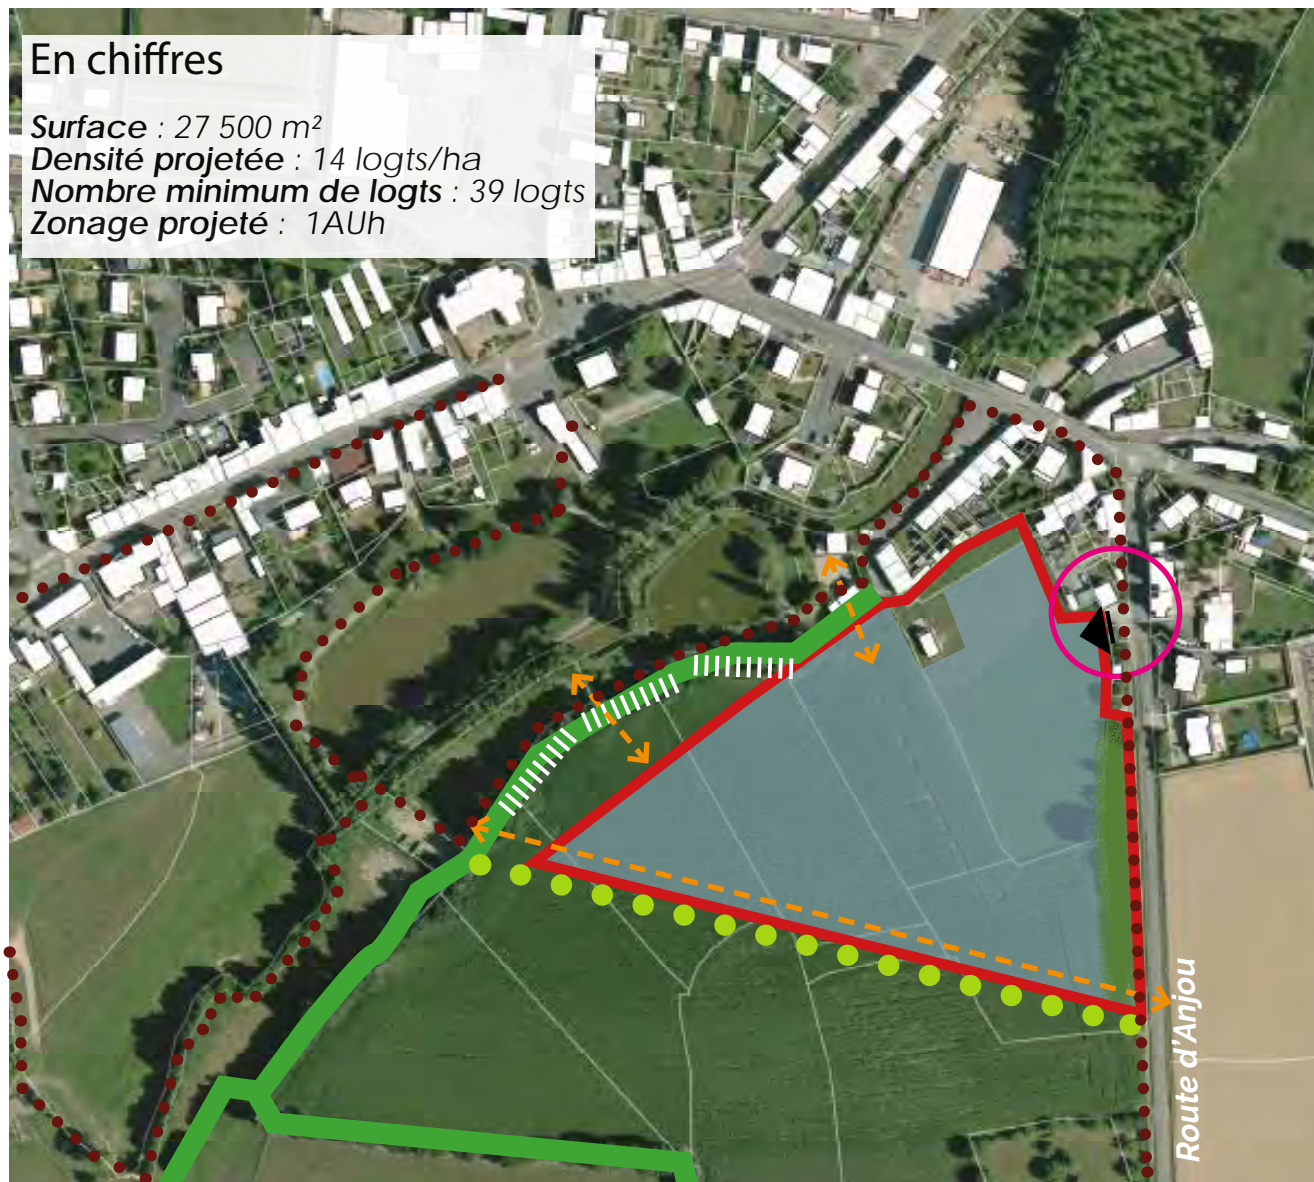 En chiffres
Surface : 27 500 m²
Densité projetée : 14 logts/ha
Nombre minimum de logts : 39 logts
Zonage projeté : 1AUh
Route d'Anjou